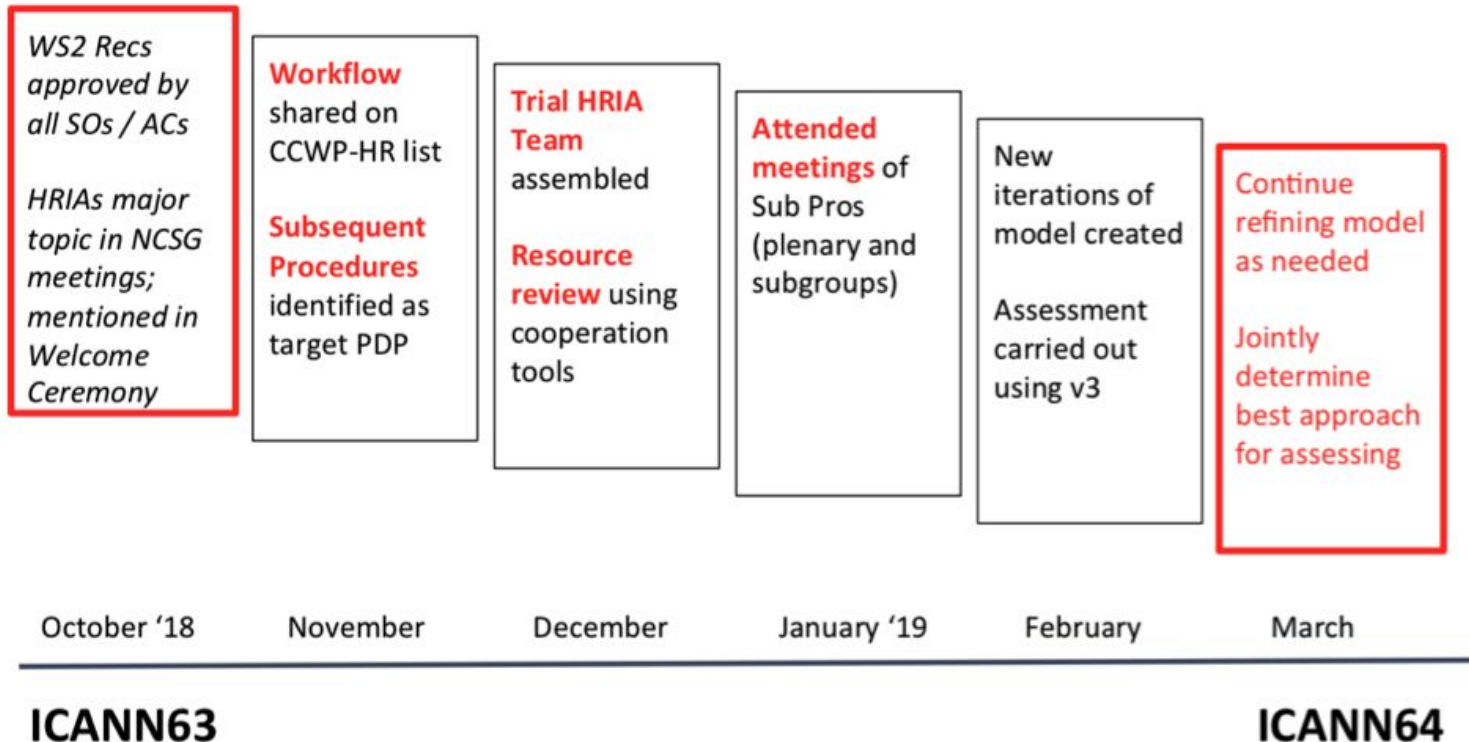 WS2 Recs
approved by
all SOs / ACs
HRIAs major
topic in NCSG
meetings;
mentioned in
Welcome
Ceremony
Workflow
shared on
CCWP-HR list
Subsequent
Procedures
identified as
target PDP
Trial HRIA
Team
assembled
Resource
review using
cooperation
tools
Attended
meetings of
Sub Pros
(plenary and
subgroups)
New
iterations of
model created
Assessment
carried out
using v3
Continue
refining model
as needed
Jointly
determine
best approach
for assessing
October ‘18
November
December
January ‘19
February
March
ICANN63
ICANN64